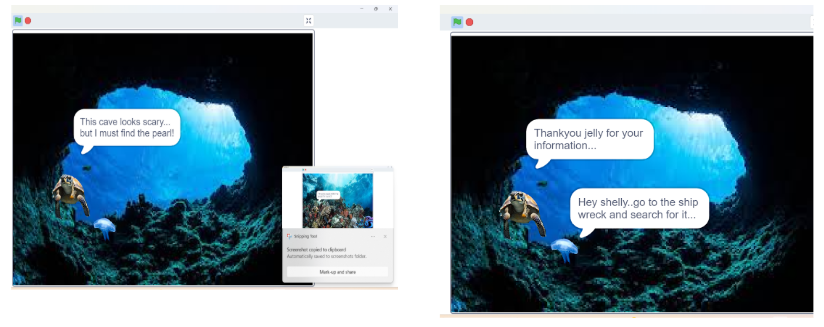 This cave looks scary...
but I must find the pearl!
Snipping Tool
Screenshot copied to clipboard
Automatically saved to screenshots folder.
Mark-up and share
Thankyou jelly for your
information...
Hey shelly..go to the ship
wreck and search for it...